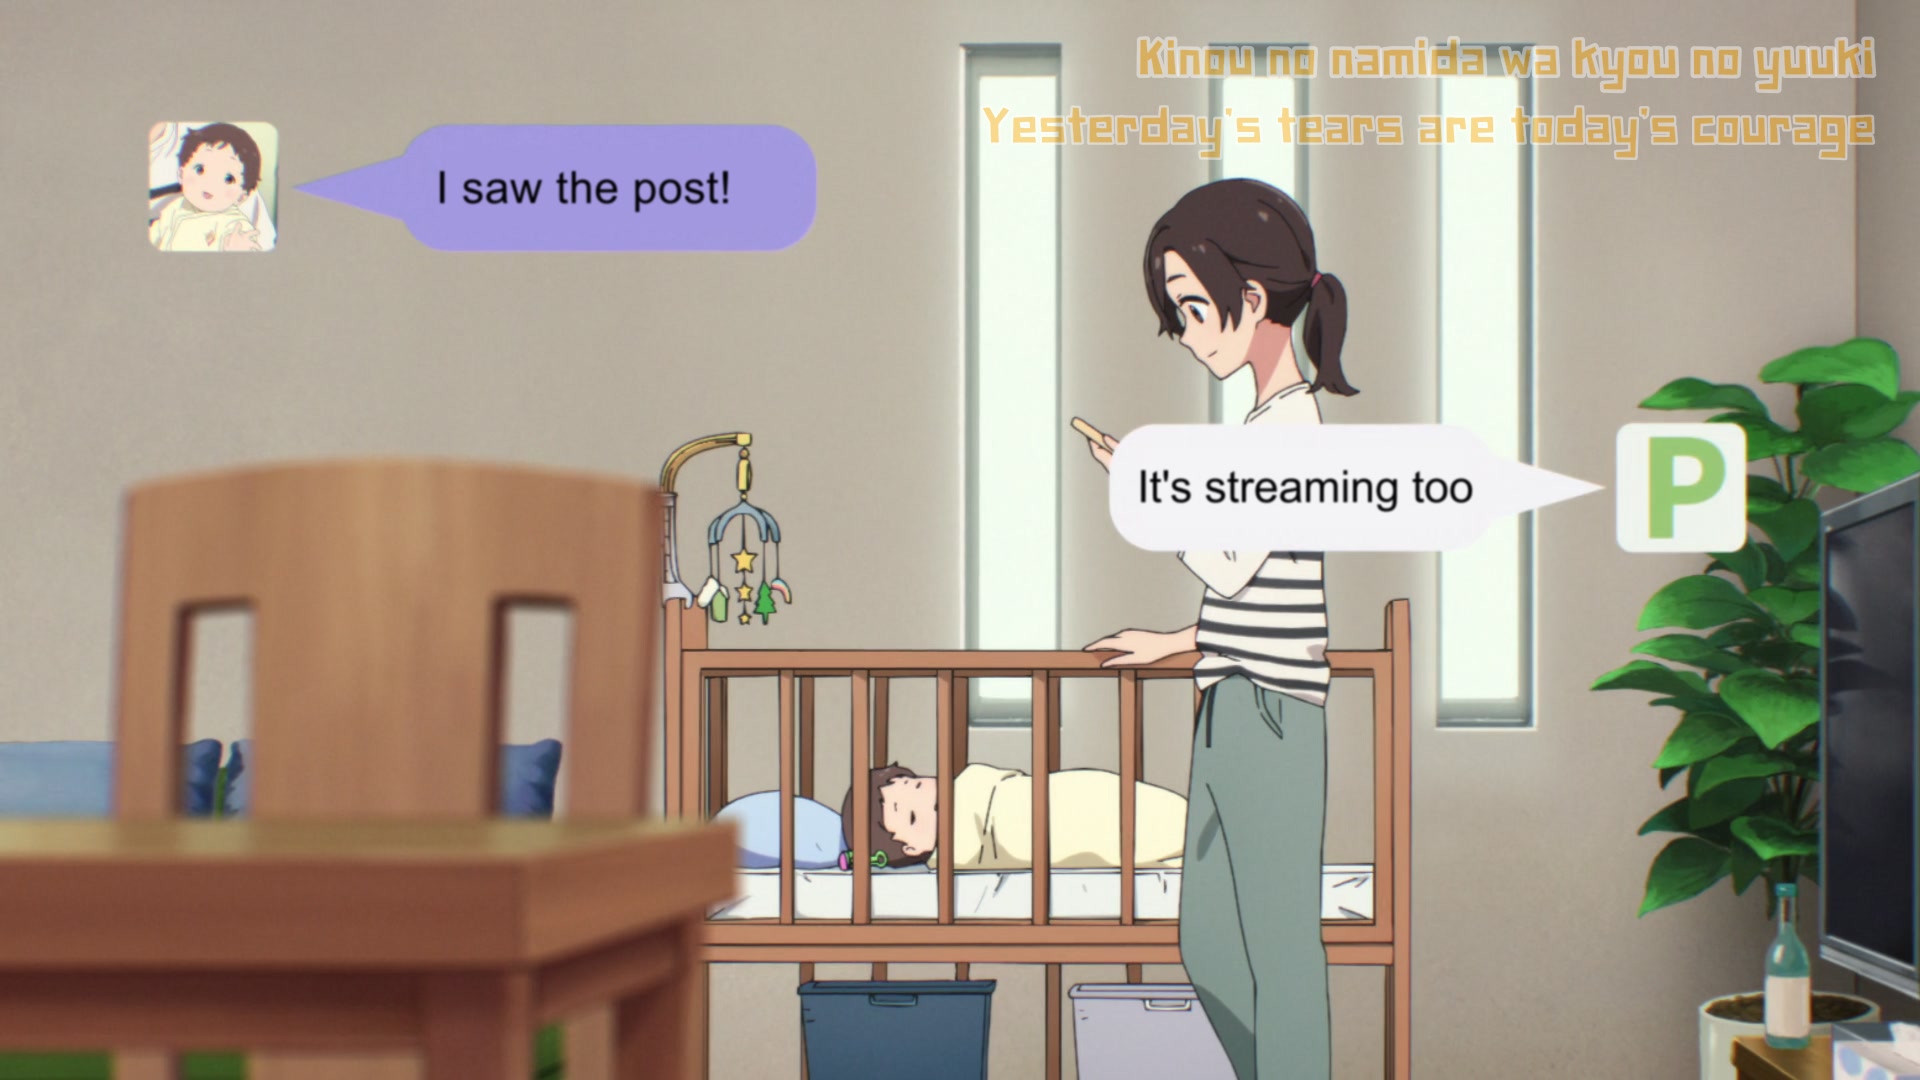 Kinou no namida wa kyou no yuuki
Yesterday's tears are today's courage
I saw the post!
It's streaming too
P